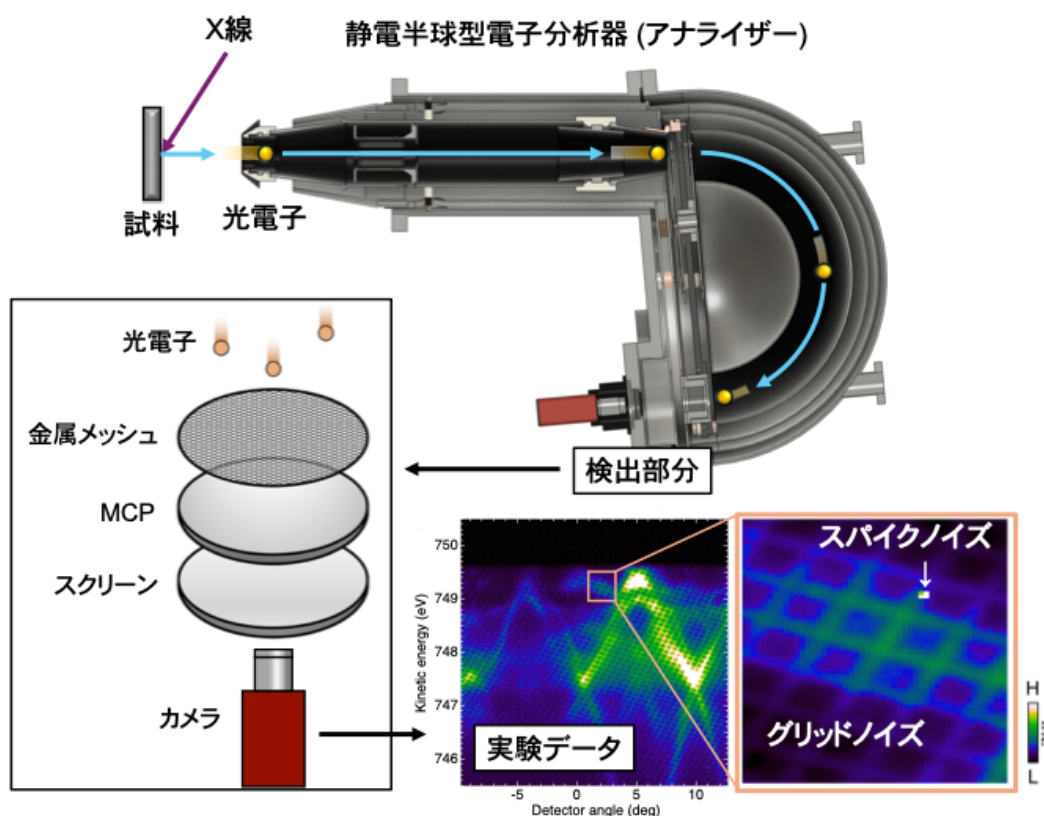 X線
静電半球型電子分析器 (アナライザー)
試料
光電子
光電子
金属メッシュ
MCP
スクリーン
カメラ
検出部分
750
749
748
747
746
Kinetic energy (eV)
-5
0
5
10
Detector angle (deg)
実験データ
スパイクノイズ
グリッドノイズ
H
L